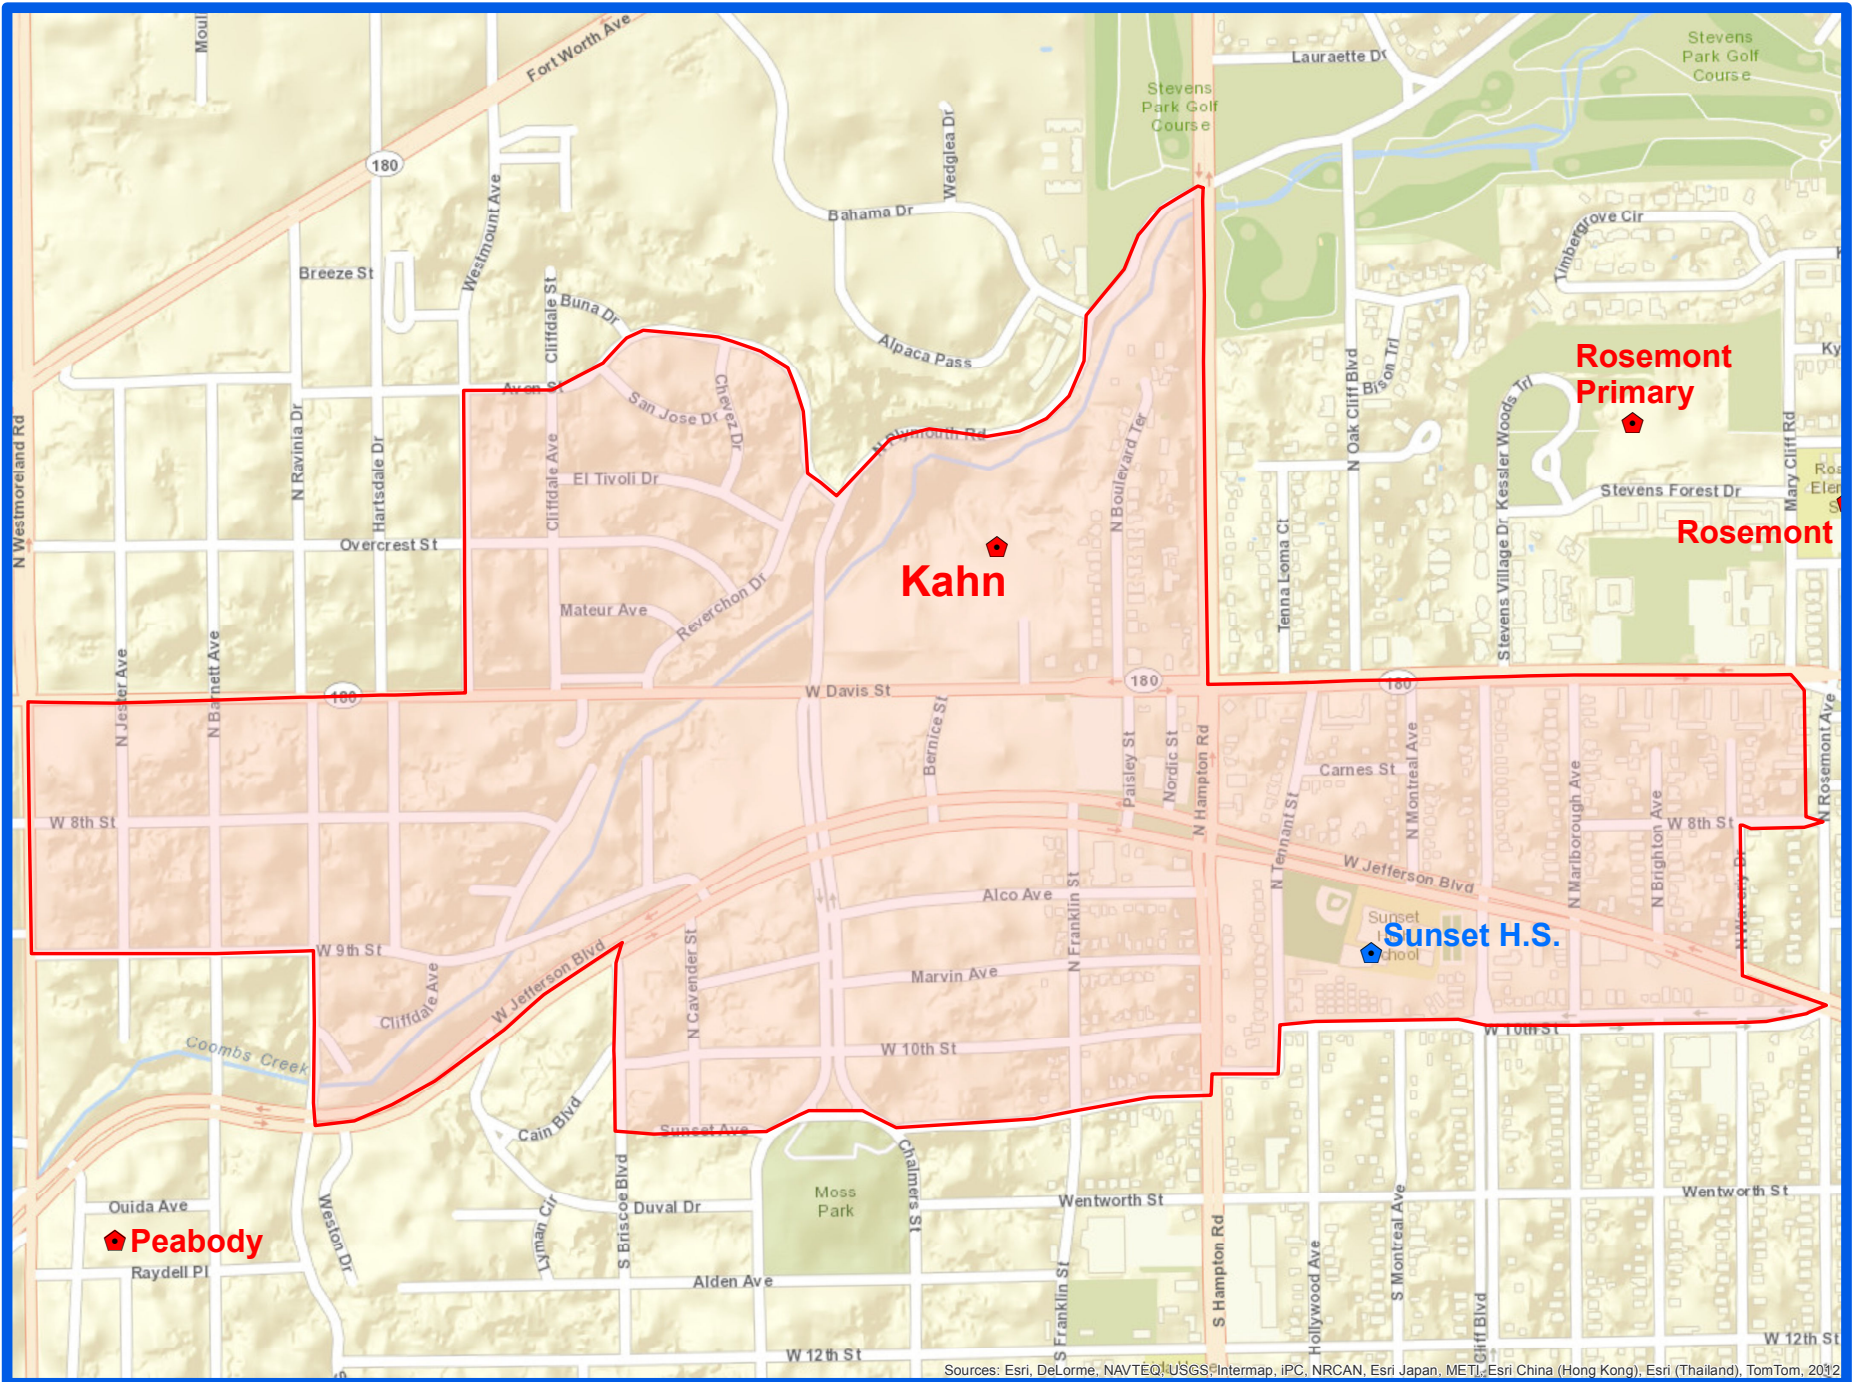 Moul
Fort Worth Ave
Lauraette Dr
Stevens
Park Golf
Course
Stevens
Park Golf
Course
180
Wedglea Dr
Westmount Ave
Bahama Dr
Timbergrove Cir
Breeze St
Cliffdale St
Buna Dr
Alpaca Pass
Bison Trl
N Oak Cliff Blvd
Rosemont
Primary
Ky
Avon St
San Jose Dr
Chevez Dr
N Plymouth Rd
N Boulevard Ter
Kessler Woods Trl
Mary Cliff Rd
N Westmoreland Rd
N Ravinia Dr
Hartsdale Dr
Cliffdale Ave
El Tivoli Dr
Stevens Forest Dr
Rosemont
Overcrest St
Kahn
Tenna Loma Ct
Stevens Village Dr
Mateur Ave
Reverchon Dr
N Jester Ave
N Barnett Ave
180
W Davis St
180
180
Bernice St
Paisley St
Nordic St
N Hampton Rd
Carnes St
N Montreal Ave
N Marlborough Ave
N Brighton Ave
N Rosemont Ave
W 8th St
W 8th St
N Tennant St
W Jefferson Blvd
N Waverly Dr
Alco Ave
N Franklin St
Sunset
High
School
Sunset H.S.
W 9th St
W Jefferson Blvd
N Cavender St
Marvin Ave
Cliffdale Ave
W 10th St
W 10th St
Coombs Creek
Cain Blvd
Sunset Ave
Chalmers St
Moss
Park
Ouida Ave
Weston Dr
Lyman Cir
Duval Dr
S Briscoe Blvd
Wentworth St
Wentworth St
Peabody
Raydell Pl
Alden Ave
S Franklin St
S Hampton Rd
Hollywood Ave
S Montreal Ave
Cliff Blvd
W 12th St
W 12th St
Sources: Esri, DeLorme, NAVTEQ, USGS, Intermap, iPC, NRCAN, Esri Japan, METI, Esri China (Hong Kong), Esri (Thailand), TomTom, 2012